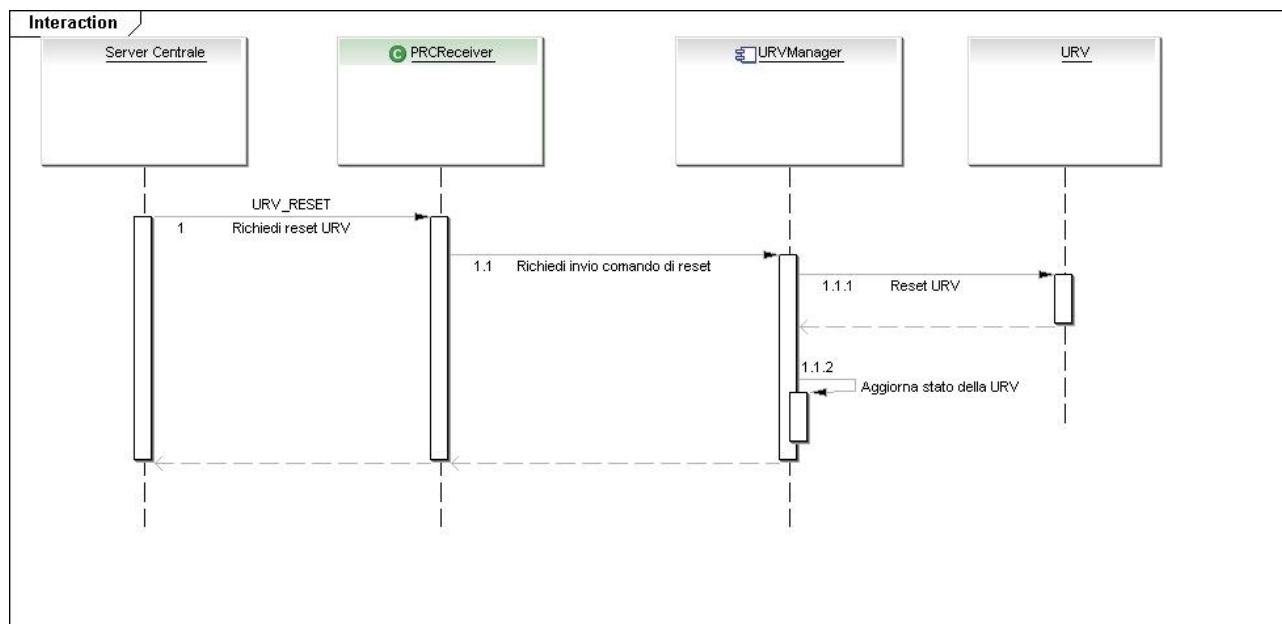 Interaction
Server Centrale
C PRCReceiver
URVManager
URV
URV_RESET
1 Richiedi reset URV
1.1 Richiedi invio comando di reset
1.1.1 Reset URV
1.1.2
Aggiorna stato della URV